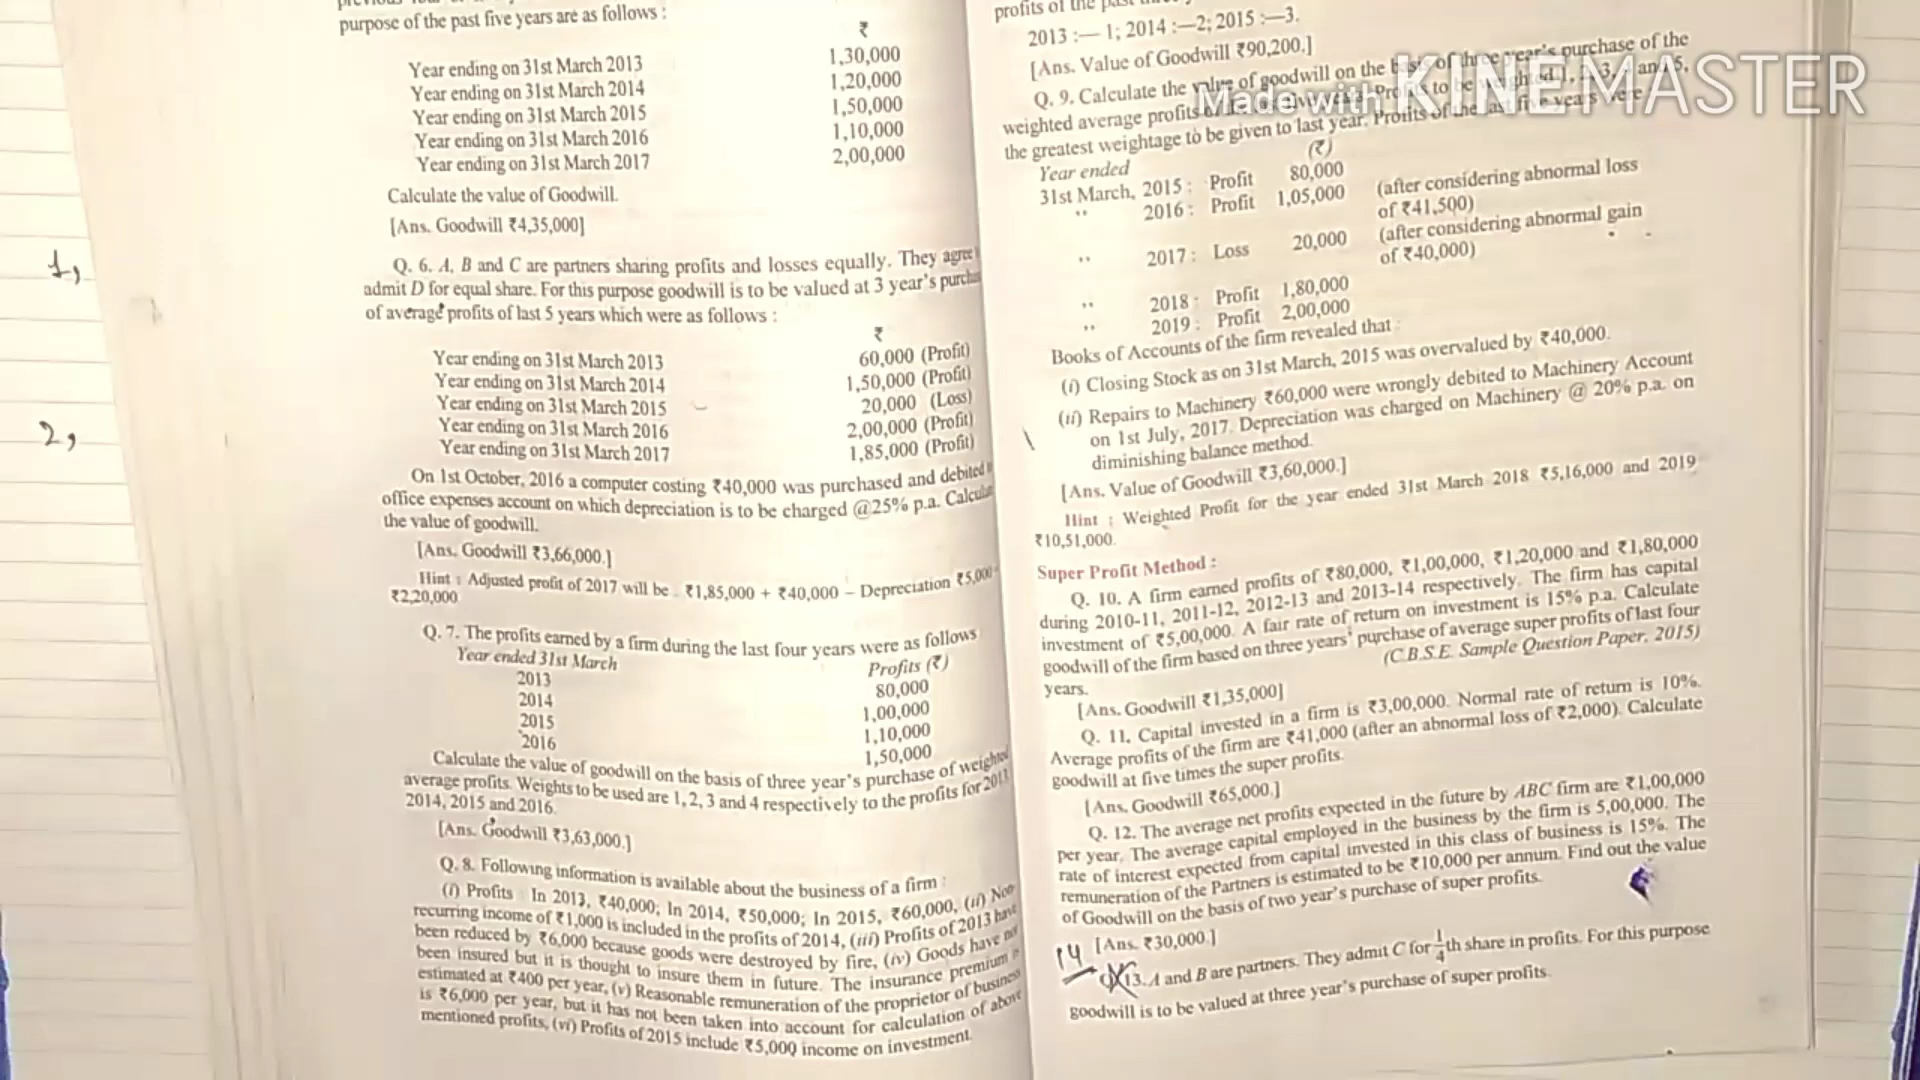 purpose of the past five years are as follows :
₹
Year ending on 31st March 2013 1,30,000
Year ending on 31st March 2014 1,20,000
Year ending on 31st March 2015 1,50,000
Year ending on 31st March 2016 1,10,000
Year ending on 31st March 2017 2,00,000
Calculate the value of Goodwill.
[Ans. Goodwill ₹4,35,000]
1,
Q. 6. A, B and C are partners sharing profits and losses equally. They agree
admit D for equal share. For this purpose goodwill is to be valued at 3 year's
of average profits of last 5 years which were as follows :
₹
Year ending on 31st March 2013 60,000 (Profit)
Year ending on 31st March 2014 1,50,000 (Profit)
Year ending on 31st March 2015 20,000 (Loss)
2,
Year ending on 31st March 2016 2,00,000 (Profit)
Year ending on 31st March 2017 1,85,000 (Profit)
On 1st October, 2016 a computer costing ₹40,000 was purchased and debited
office expenses account on which depreciation is to be charged @25% p.a.
the value of goodwill.
[Ans. Goodwill ₹3,66,000.]
Hint : Adjusted profit of 2017 will be ₹1,85,000 + ₹40,000 – Depreciation ₹5,000
₹2,20,000
Q. 7. The profits earned by a firm during the last four years were as follows
Year ended 31st March Profits (₹)
2013 80,000
2014 1,00,000
2015 1,10,000
2016 1,50,000
Calculate the value of goodwill on the basis of three year's purchase of weighted
average profits. Weights to be used are 1, 2, 3 and 4 respectively to the profits for 2013
2014, 2015 and 2016.
[Ans. Goodwill ₹3,63,000.]
Q. 8. Following information is available about the business of a firm :
(i) Profits In 2013, ₹40,000; In 2014, ₹50,000; In 2015, ₹60,000, (ii) Non
recurring income of ₹1,000 is included in the profits of 2014, (iii) Profits of 2013 have
been reduced by ₹6,000 because goods were destroyed by fire, (iv) Goods have not
been insured but it is thought to insure them in future. The insurance premium is
estimated at ₹400 per year, (v) Reasonable remuneration of the proprietor of business
is ₹6,000 per year, but it has not been taken into account for calculation of above
mentioned profits, (vi) Profits of 2015 include ₹5,000 income on investment.
profits of the
2013 :— 1; 2014 :—2; 2015 :—3.
[Ans. Value of Goodwill ₹90,200.]
Q. 9. Calculate the value of goodwill on the basis of three year's purchase of the
weighted average profits
the greatest weightage to be given to last year. Profits of the last five years were
Made with KINEMASTER
Year ended (₹)
31st March, 2015 : Profit 80,000
,, 2016 : Profit 1,05,000 (after considering abnormal loss
of ₹41,500)
,, 2017 : Loss 20,000 (after considering abnormal gain
of ₹40,000)
,, 2018 : Profit 1,80,000
,, 2019 : Profit 2,00,000
Books of Accounts of the firm revealed that :
(i) Closing Stock as on 31st March, 2015 was overvalued by ₹40,000.
(ii) Repairs to Machinery ₹60,000 were wrongly debited to Machinery Account
on 1st July, 2017. Depreciation was charged on Machinery @ 20% p.a. on
diminishing balance method.
[Ans. Value of Goodwill ₹3,60,000.]
Hint : Weighted Profit for the year ended 31st March 2018 ₹5,16,000 and 2019
₹10,51,000.
Super Profit Method :
Q. 10. A firm earned profits of ₹80,000, ₹1,00,000, ₹1,20,000 and ₹1,80,000
during 2010-11, 2011-12, 2012-13 and 2013-14 respectively. The firm has capital
investment of ₹5,00,000. A fair rate of return on investment is 15% p.a. Calculate
goodwill of the firm based on three years' purchase of average super profits of last four
years. (C.B.S.E. Sample Question Paper, 2015)
[Ans. Goodwill ₹1,35,000]
Q. 11. Capital invested in a firm is ₹3,00,000. Normal rate of return is 10%.
Average profits of the firm are ₹41,000 (after an abnormal loss of ₹2,000). Calculate
goodwill at five times the super profits.
[Ans. Goodwill ₹65,000.]
Q. 12. The average net profits expected in the future by ABC firm are ₹1,00,000
per year. The average capital employed in the business by the firm is 5,00,000. The
rate of interest expected from capital invested in this class of business is 15%. The
remuneration of the Partners is estimated to be ₹10,000 per annum. Find out the value
of Goodwill on the basis of two year's purchase of super profits.
[Ans. ₹30,000.]
14
Q. 13. A and B are partners. They admit C for 1/4th share in profits. For this purpose
goodwill is to be valued at three year's purchase of super profits.